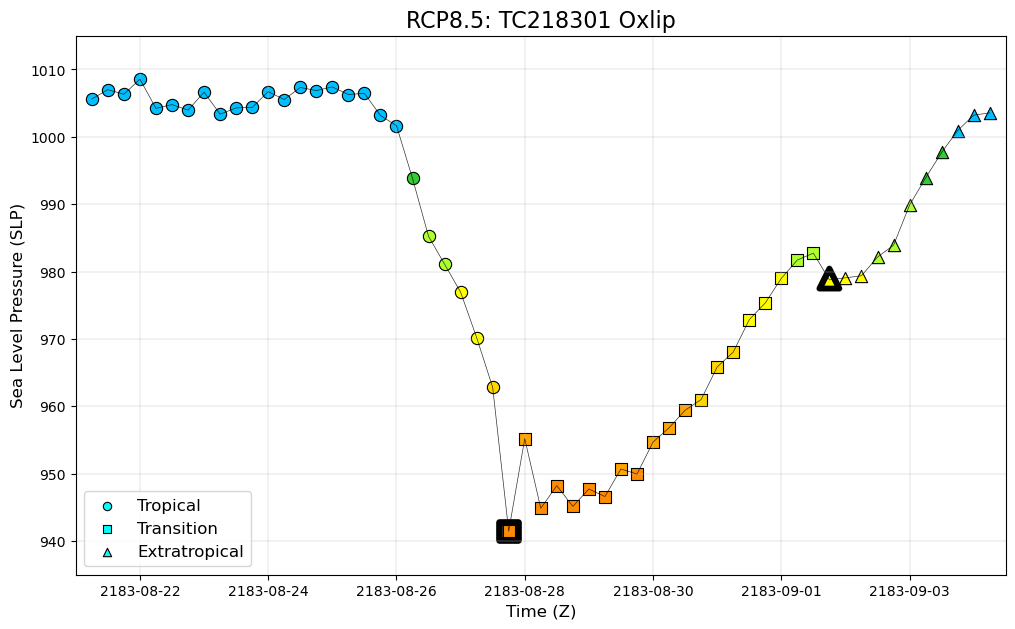 RCP8.5: TC218301 Oxlip
Sea Level Pressure (SLP)
1010
1000
990
980
970
960
950
940
Tropical
Transition
Extratropical
2183-08-22
2183-08-24
2183-08-26
2183-08-28
2183-08-30
2183-09-01
2183-09-03
Time (Z)